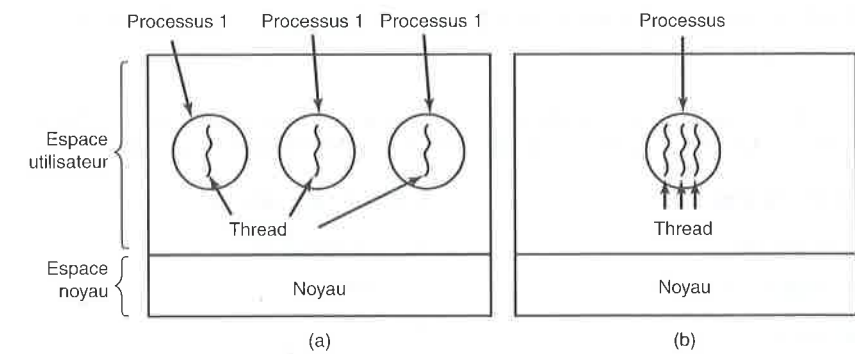 Processus 1 Processus 1 Processus 1
Processus
Espace
utilisateur
Thread
Thread
Espace
noyau
Noyau
Noyau
(a)
(b)